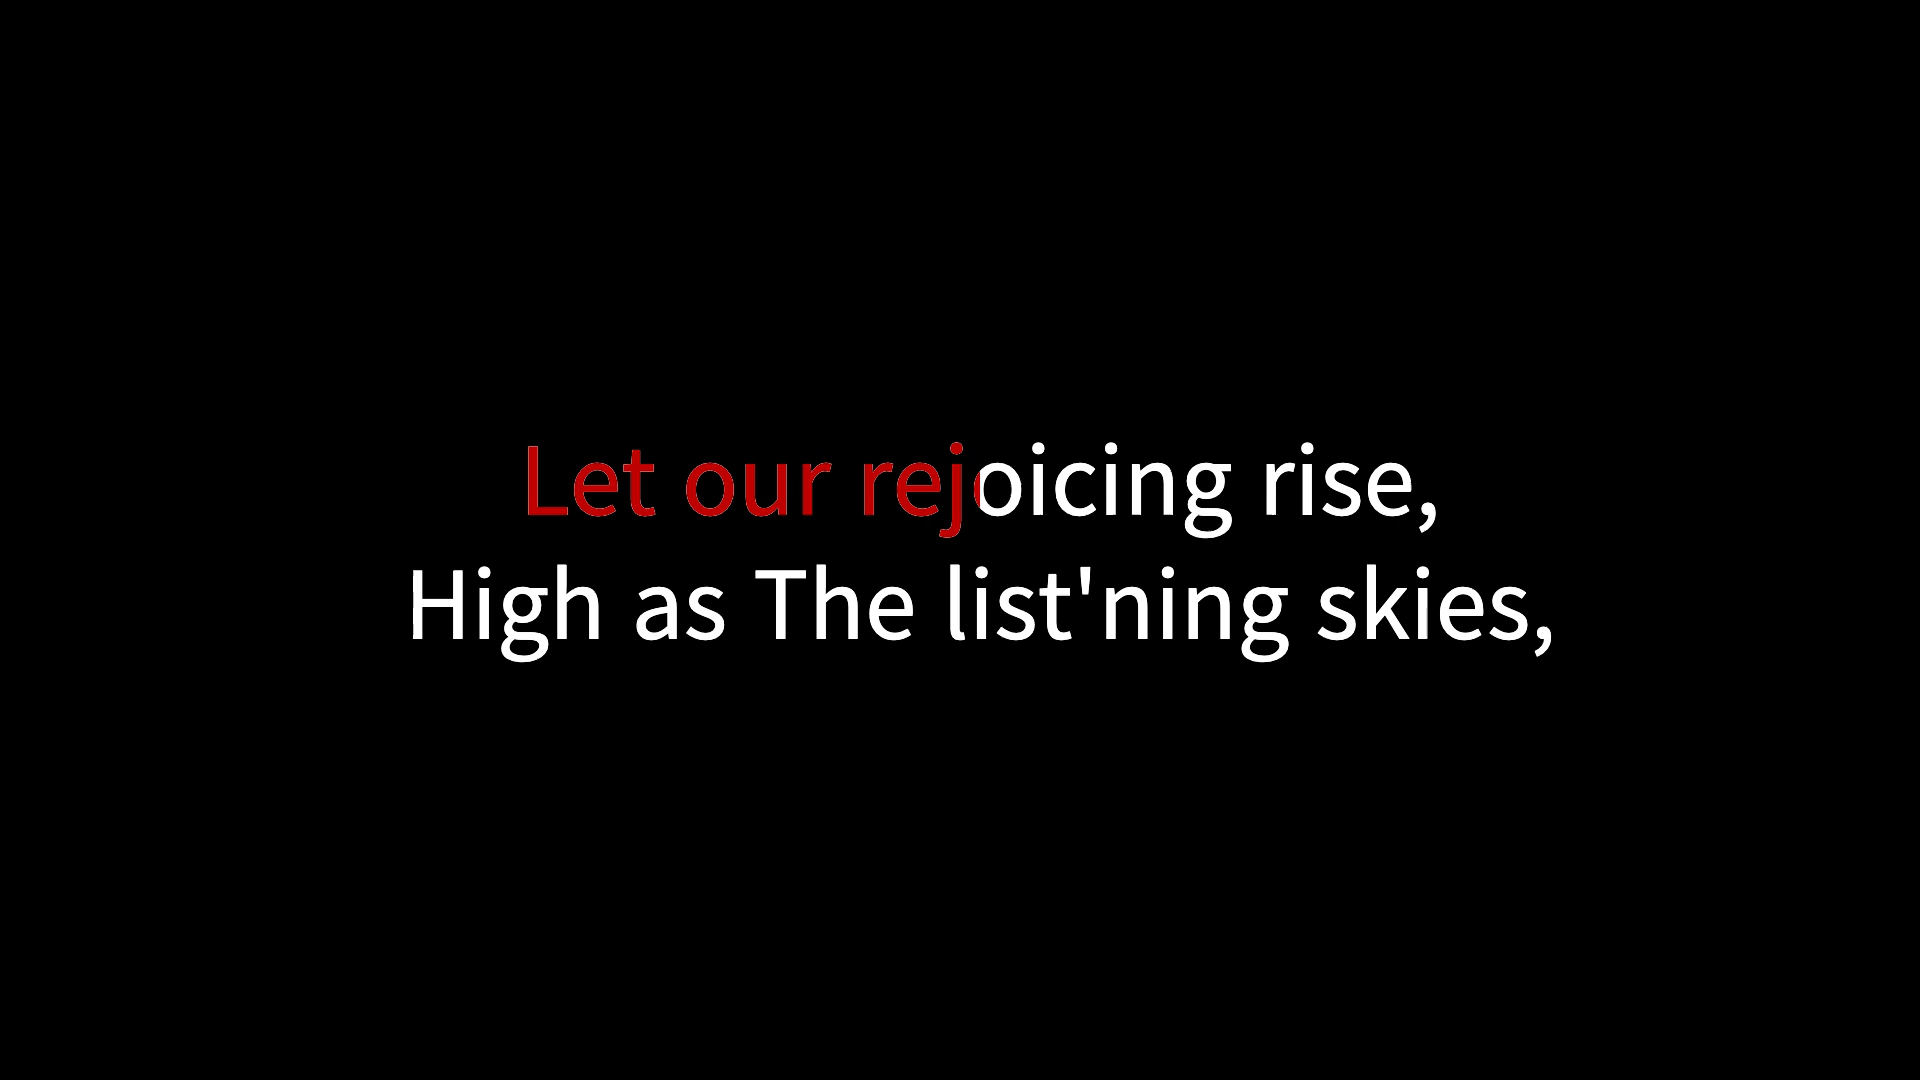 Let our rejoicing rise,
High as The list'ning skies,